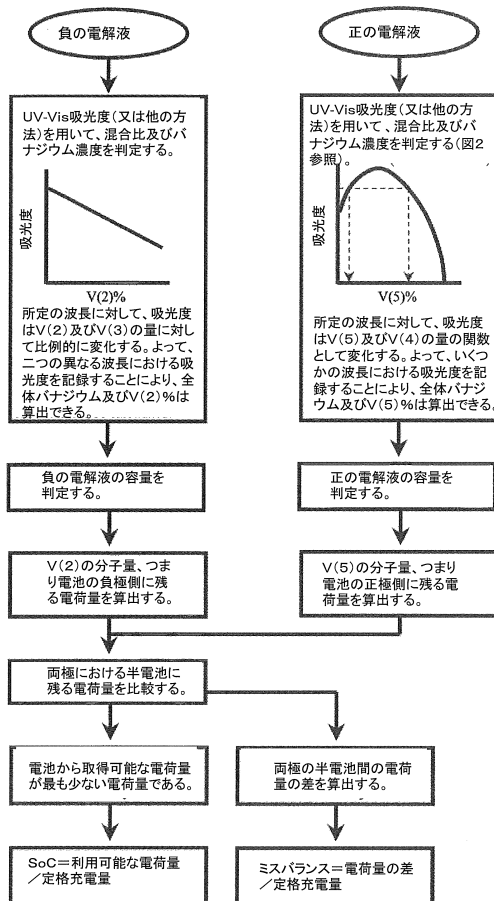 負の電解液
UV-Vis吸光度(又は他の方
法)を用いて、混合比及びバ
ナジウム濃度を判定する。
吸光度
V(2)%
所定の波長に対して、吸光度
はV(2)及びV(3)の量に対し
て比例的に変化する。よって、
二つの異なる波長における吸
光度を記録することにより、全
体バナジウム及びV(2)%は
算出できる。
負の電解液の容量を
判定する。
V(2)の分子量、つま
り電池の負極側に残
る電荷量を算出する。
正の電解液
UV-Vis吸光度(又は他の方
法)を用いて、混合比及びバ
ナジウム濃度を判定する(図2
参照)。
吸光度
V(5)%
所定の波長に対して、吸光度
はV(5)及びV(4)の量の関数
として変化する。よって、いくつ
かの波長における吸光度を記
録することにより、全体バナジ
ウム及びV(5)%は算出できる。
正の電解液の容量を
判定する。
V(5)の分子量、つまり
電池の正極側に残る電
荷量を算出する。
両極における半電池に
残る電荷量を比較する。
電池から取得可能な電荷量
が最も少ない電荷量である。
両極の半電池間の電荷
量の差を算出する。
SoC=利用可能な電荷量
/定格充電量
ミスバランス=電荷量の差
/定格充電量